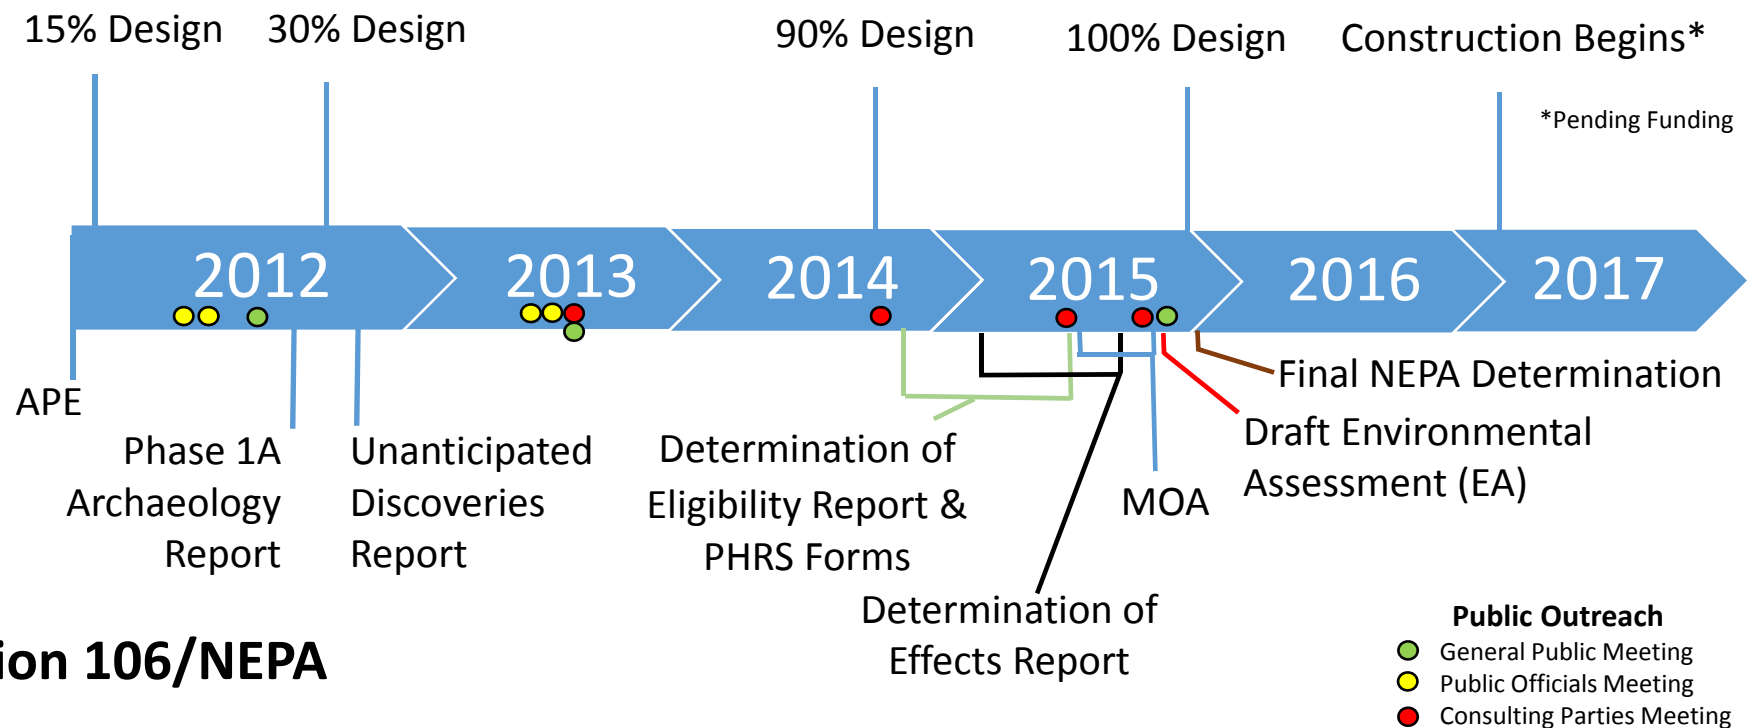 15% Design
30% Design
90% Design
100% Design
Construction Begins*
*Pending Funding
2012
2013
2014
2015
2016
2017
APE
Phase 1A
Archaeology
Report
Unanticipated
Discoveries
Report
Determination of
Eligibility Report &
PHRS Forms
Determination of
Effects Report
MOA
Draft Environmental
Assessment (EA)
Final NEPA Determination
ion 106/NEPA
Public Outreach
General Public Meeting
Public Officials Meeting
Consulting Parties Meeting